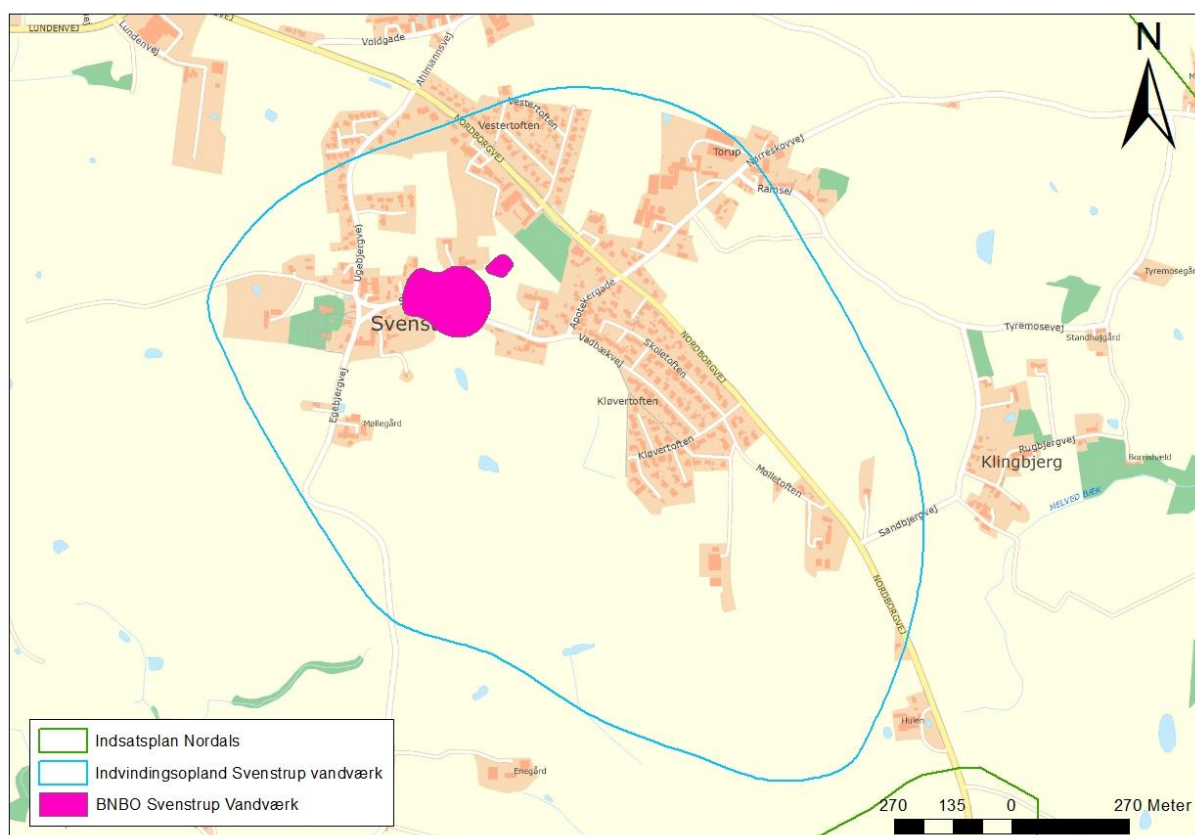 LUNDENVEJ
Lundenvej
Voldgade
Ahlmannsvej
N
Vestertoften
Vestertoften
NORDBORGVEJ
Torup
Nørreskovvej
Ugebjergvej
Tyremosegård
Apotekergade
Tyremosevej
Standhøjgård
Vadbækvej
Skoletoften
NORDBORGVEJ
Egebjergvej
Kløvertoften
Møllegård
Kløvertoften
Rugbjergvej
Klingbjerg
Mølletoften
MELVED BÆK
Sandbjergvej
NORDBORGVEJ
Hulen
Enegård
Indsatsplan Nordals
Indvindingsopland Svenstrup vandværk
BNBO Svenstrup Vandværk
270 135 0 270 Meter